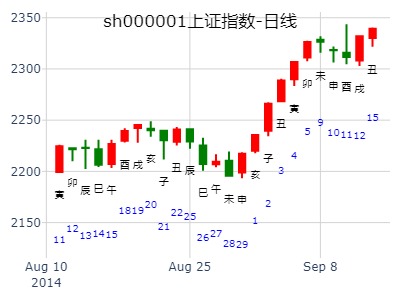 sh000001上证指数-日线
2350
2300
2250
2200
2150
寅 卯 辰 巳 午 酉 戌 亥 子 丑 辰 巳 午 未 申 亥 子 丑 寅 卯 未 申 酉 戌 丑
11 12 13 14 15 18 19 20 21 22 25 26 27 28 29 1 2 3 4 5 9 10 11 12 15
Aug 10 Aug 25 Sep 8
2014